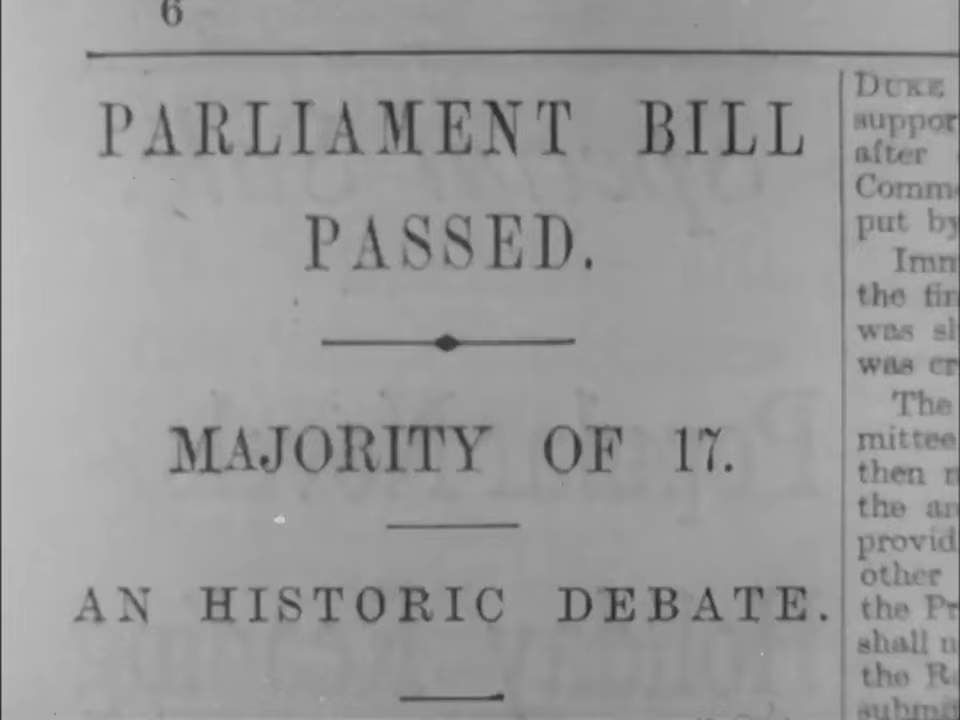 6
PARLIAMENT BILL
PASSED.
MAJORITY OF 17.
AN HISTORIC DEBATE.
DUKE
after
put by
the
was
was
The
then
the
other
the
shall
the